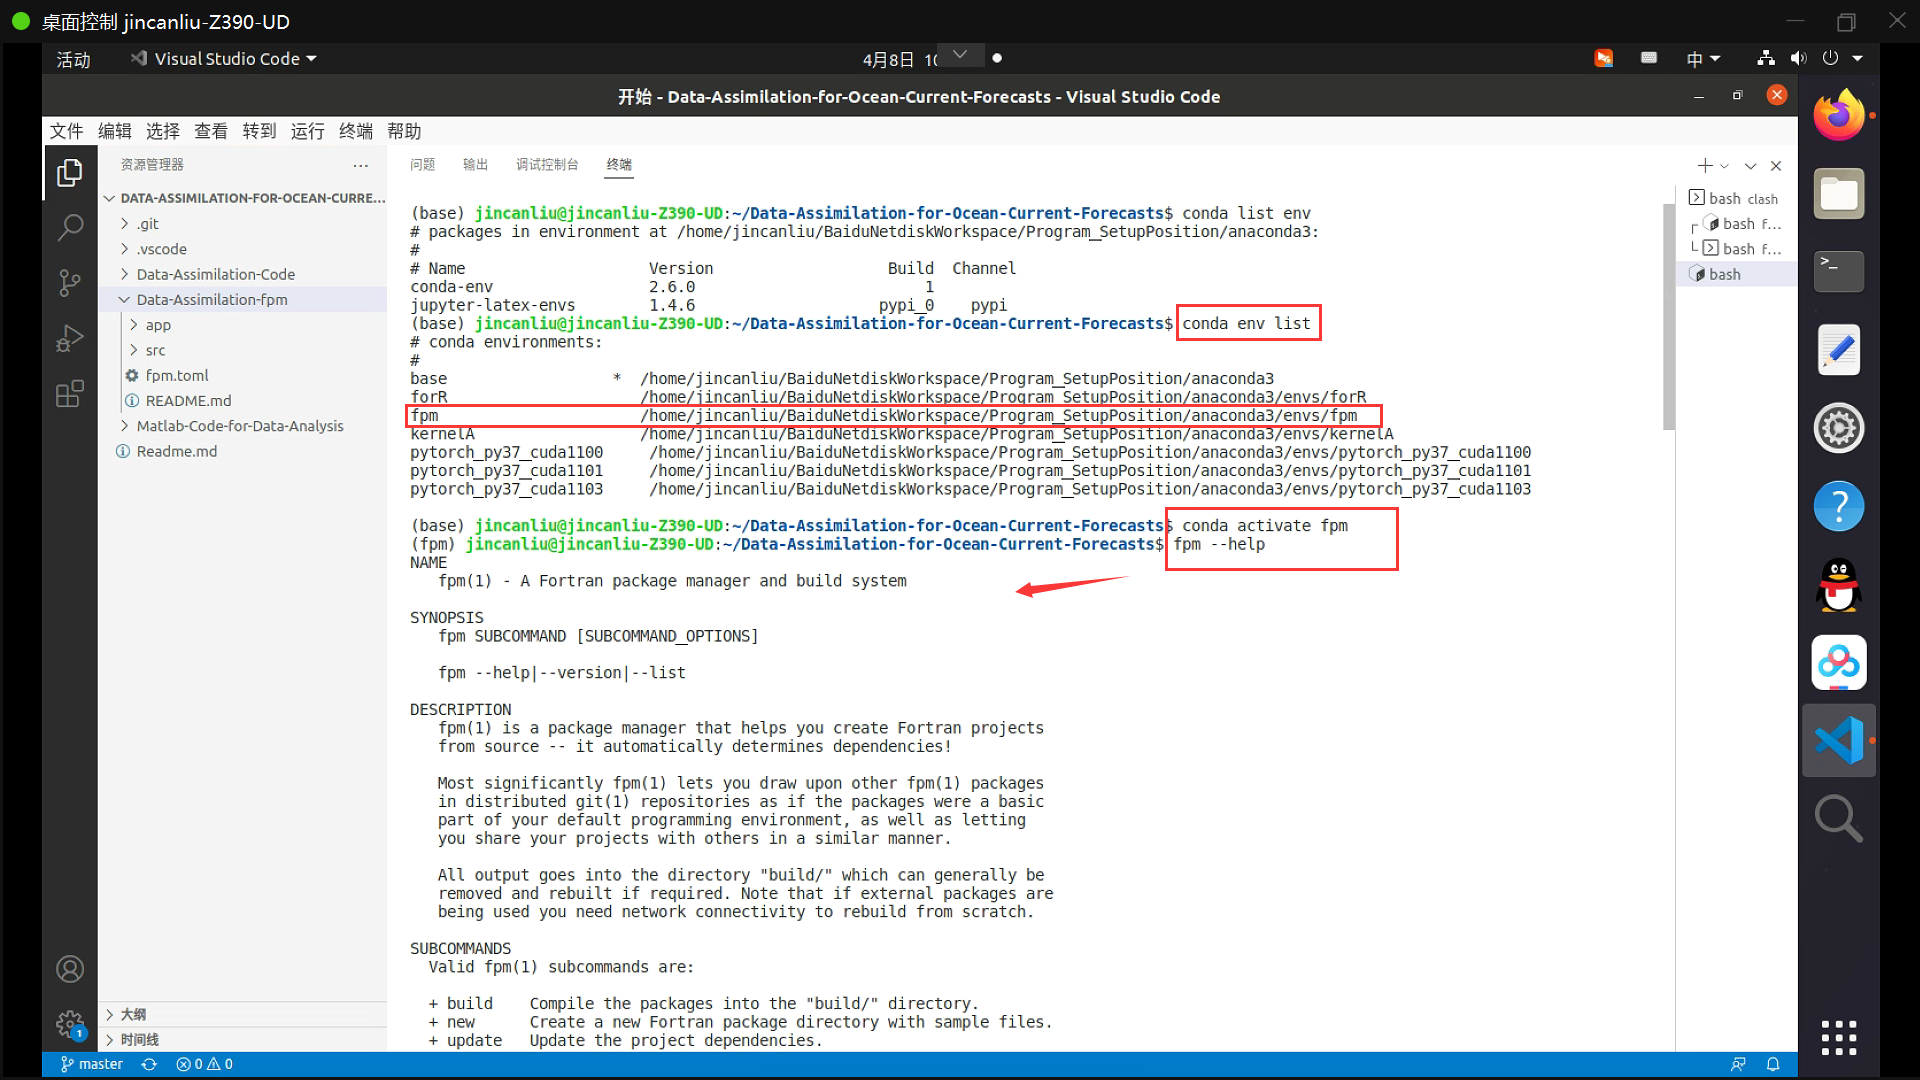 桌面控制 jincanliu-Z390-UD
活动
Visual Studio Code
4月8日
中
开始 - Data-Assimilation-for-Ocean-Current-Forecasts - Visual Studio Code
文件 编辑 选择 查看 转到 运行 终端 帮助
资源管理器
DATA-ASSIMILATION-FOR-OCEAN-CURRE...
.git
.vscode
Data-Assimilation-Code
Data-Assimilation-fpm
app
src
fpm.toml
README.md
Matlab-Code-for-Data-Analysis
Readme.md
大纲
时间线
问题 输出 调试控制台 终端
(base) jincanliu@jincanliu-Z390-UD:~/Data-Assimilation-for-Ocean-Current-Forecasts$ conda list env
# packages in environment at /home/jincanliu/BaiduNetdiskWorkspace/Program_SetupPosition/anaconda3:
#
# Name Version Build Channel
conda-env 2.6.0 1
jupyter-latex-envs 1.4.6 pypi_0 pypi
(base) jincanliu@jincanliu-Z390-UD:~/Data-Assimilation-for-Ocean-Current-Forecasts$ conda env list
# conda environments:
#
base * /home/jincanliu/BaiduNetdiskWorkspace/Program_SetupPosition/anaconda3
forR /home/jincanliu/BaiduNetdiskWorkspace/Program_SetupPosition/anaconda3/envs/forR
fpm /home/jincanliu/BaiduNetdiskWorkspace/Program_SetupPosition/anaconda3/envs/fpm
kernelA /home/jincanliu/BaiduNetdiskWorkspace/Program_SetupPosition/anaconda3/envs/kernelA
pytorch_py37_cuda1100 /home/jincanliu/BaiduNetdiskWorkspace/Program_SetupPosition/anaconda3/envs/pytorch_py37_cuda1100
pytorch_py37_cuda1101 /home/jincanliu/BaiduNetdiskWorkspace/Program_SetupPosition/anaconda3/envs/pytorch_py37_cuda1101
pytorch_py37_cuda1103 /home/jincanliu/BaiduNetdiskWorkspace/Program_SetupPosition/anaconda3/envs/pytorch_py37_cuda1103
(base) jincanliu@jincanliu-Z390-UD:~/Data-Assimilation-for-Ocean-Current-Forecasts$ conda activate fpm
(fpm) jincanliu@jincanliu-Z390-UD:~/Data-Assimilation-for-Ocean-Current-Forecasts$ fpm --help
NAME
fpm(1) - A Fortran package manager and build system
SYNOPSIS
fpm SUBCOMMAND [SUBCOMMAND_OPTIONS]
fpm --help|--version|--list
DESCRIPTION
fpm(1) is a package manager that helps you create Fortran projects
from source -- it automatically determines dependencies!
Most significantly fpm(1) lets you draw upon other fpm(1) packages
in distributed git(1) repositories as if the packages were a basic
part of your default programming environment, as well as letting
you share your projects with others in a similar manner.
All output goes into the directory "build/" which can generally be
removed and rebuilt if required. Note that if external packages are
being used you need network connectivity to rebuild from scratch.
SUBCOMMANDS
Valid fpm(1) subcommands are:
+ build Compile the packages into the "build/" directory.
+ new Create a new Fortran package directory with sample files.
+ update Update the project dependencies.
bash clash
bash f...
bash f...
bash
1
master
0 0